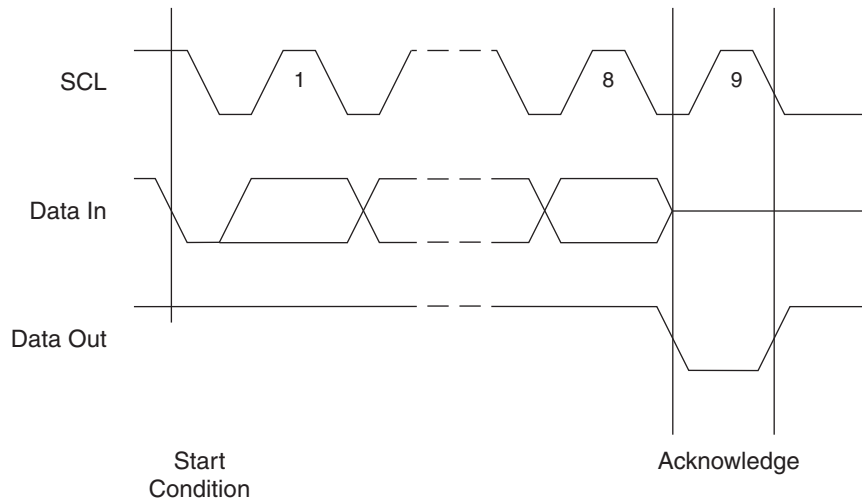 SCL
1
8
9
Data In
Data Out
Start
Condition
Acknowledge